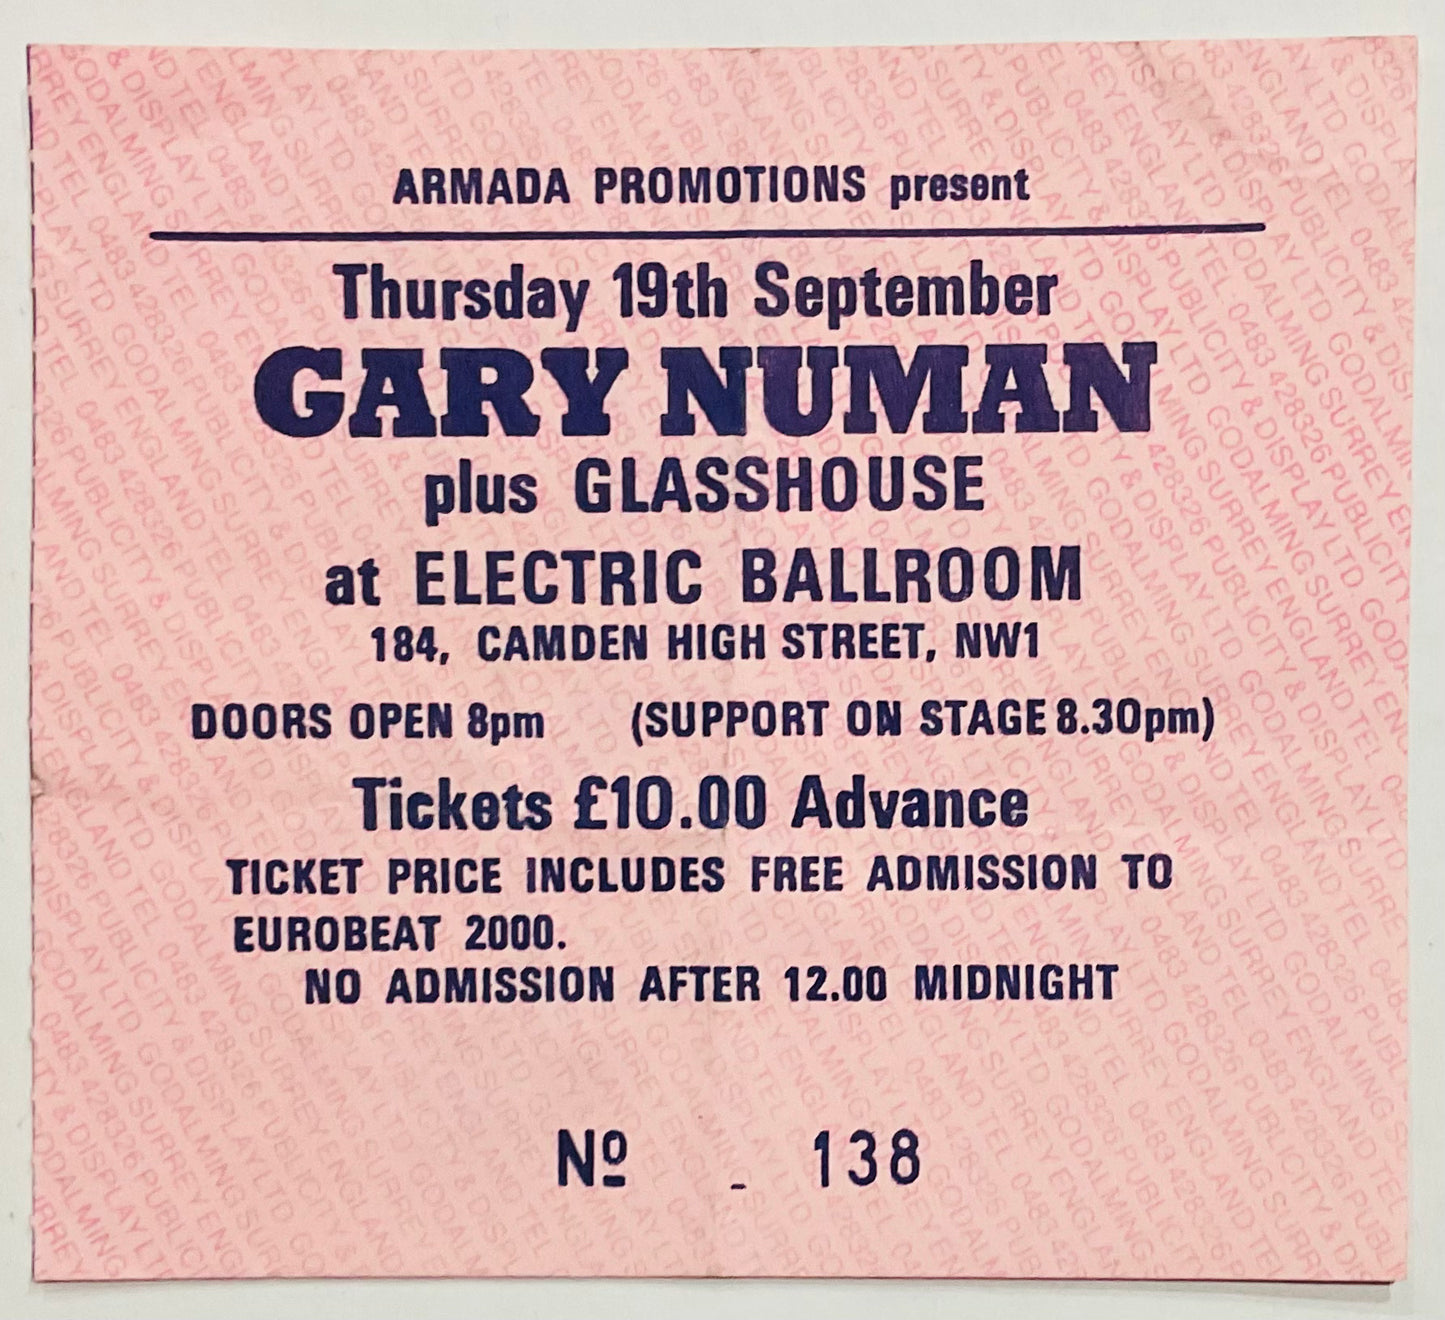 ARMADA PROMOTIONS present
Thursday 19th September
GARY NUMAN
plus GLASSHOUSE
at ELECTRIC BALLROOM
184, CAMDEN HIGH STREET, NW1
DOORS OPEN 8pm (SUPPORT ON STAGE 8.30pm)
Tickets £10.00 Advance
TICKET PRICE INCLUDES FREE ADMISSION TO
EUROBEAT 2000.
NO ADMISSION AFTER 12.00 MIDNIGHT
Nº 138